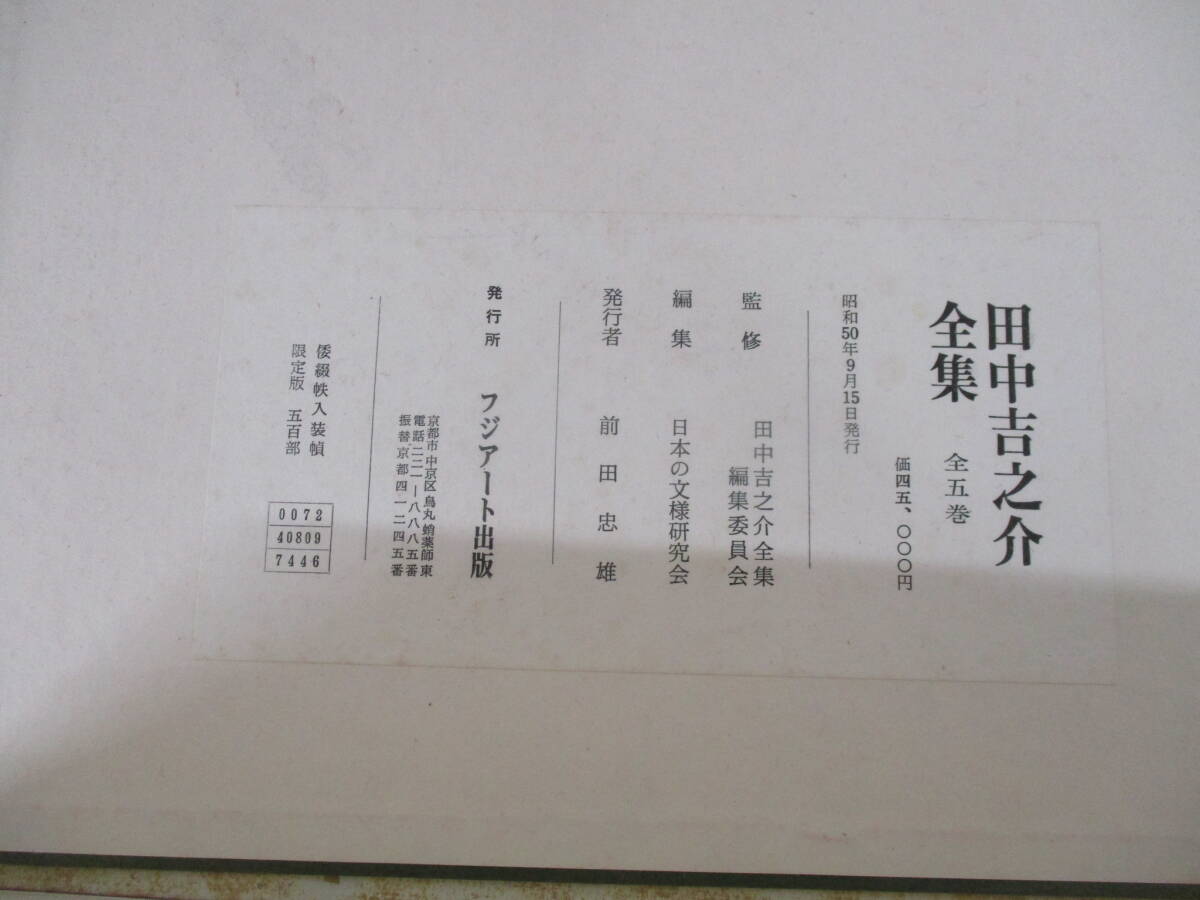 田中吉之介
全集 全五巻
価四五、〇〇〇円
昭和50年9月15日発行
監修 田中吉之介全集
編集委員会
編集 日本の文様研究会
発行者 前田忠雄
発行所 フジアート出版
京都市中京区烏丸蛸薬師東
電話二二一―八八八五番
振替京都四一二四五番
倭綴帙入装幀
限定版 五百部
0072
40809
7446